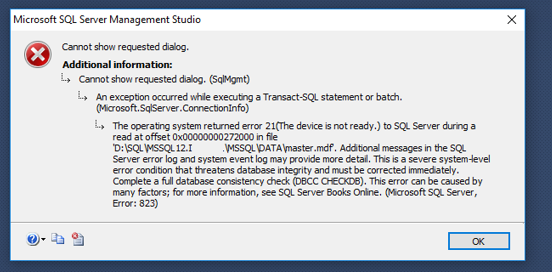 Microsoft SQL Server Management Studio
Cannot show requested dialog.
Additional information:
Cannot show requested dialog. (SqlMgmt)
An exception occurred while executing a Transact-SQL statement or batch.
(Microsoft.SqlServer.ConnectionInfo)
The operating system returned error 21(The device is not ready.) to SQL Server during a
read at offset 0x00000000272000 in file
'D:\SQL\MSSQL12.I .MSSQL\DATA\master.mdf'. Additional messages in the SQL
Server error log and system event log may provide more detail. This is a severe system-level
error condition that threatens database integrity and must be corrected immediately.
Complete a full database consistency check (DBCC CHECKDB). This error can be caused by
many factors; for more information, see SQL Server Books Online. (Microsoft SQL Server,
Error: 823)
OK